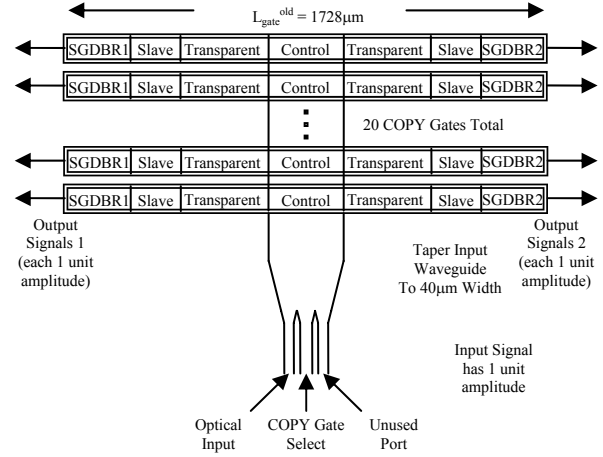 L_gate^old = 1728μm
SGDBR1 Slave Transparent Control Transparent Slave SGDBR2
SGDBR1 Slave Transparent Control Transparent Slave SGDBR2
20 COPY Gates Total
SGDBR1 Slave Transparent Control Transparent Slave SGDBR2
SGDBR1 Slave Transparent Control Transparent Slave SGDBR2
Output
Signals 1
(each 1 unit
amplitude)
Output
Signals 2
(each 1 unit
amplitude)
Taper Input
Waveguide
To 40μm Width
Input Signal
has 1 unit
amplitude
Optical
Input
COPY Gate
Select
Unused
Port